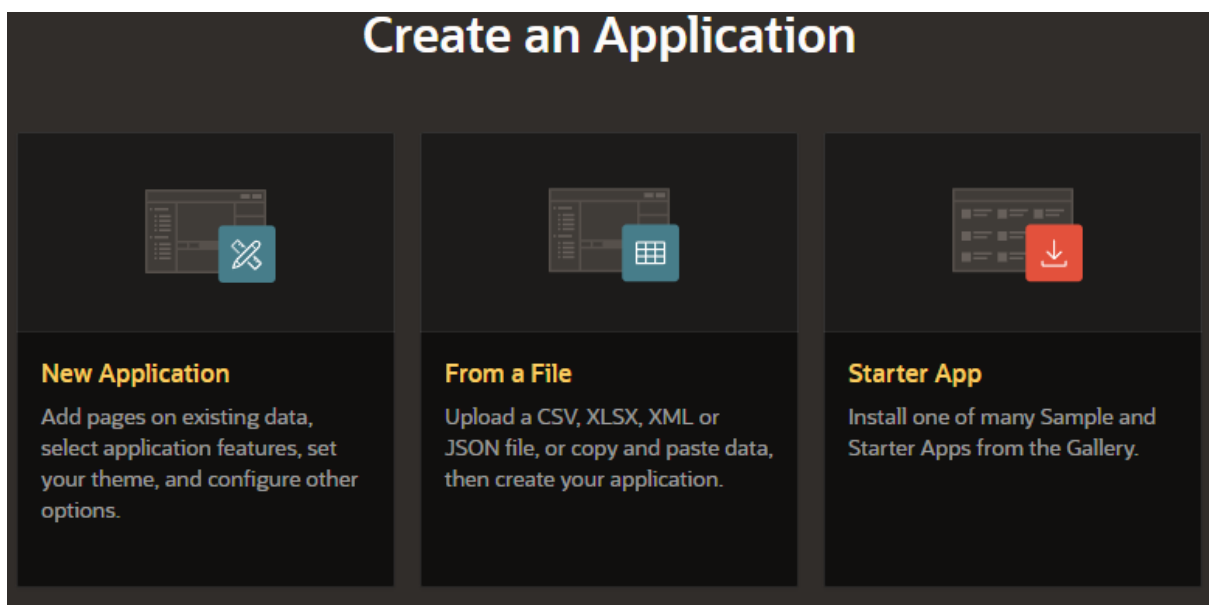 Create an Application
New Application
Add pages on existing data,
select application features, set
your theme, and configure other
options.
From a File
Upload a CSV, XLSX, XML or
JSON file, or copy and paste data,
then create your application.
Starter App
Install one of many Sample and
Starter Apps from the Gallery.